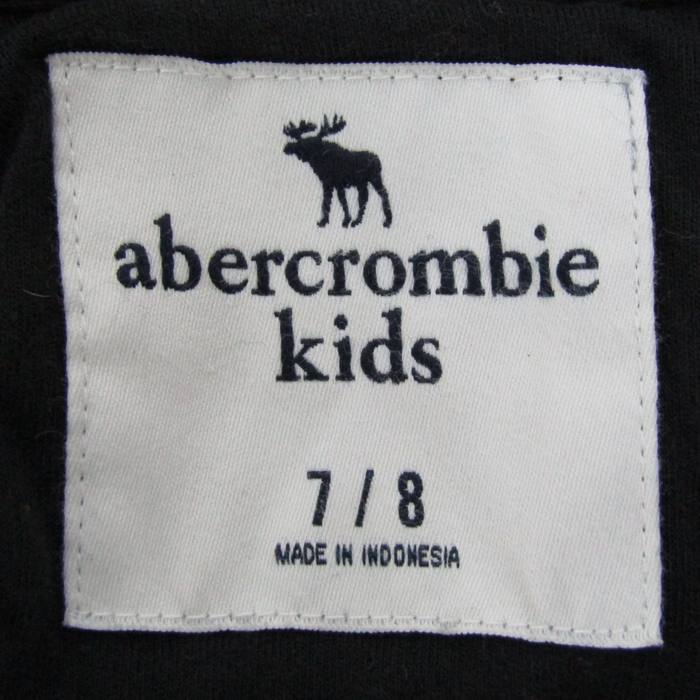 abercrombie
kids
7 / 8
MADE IN INDONESIA